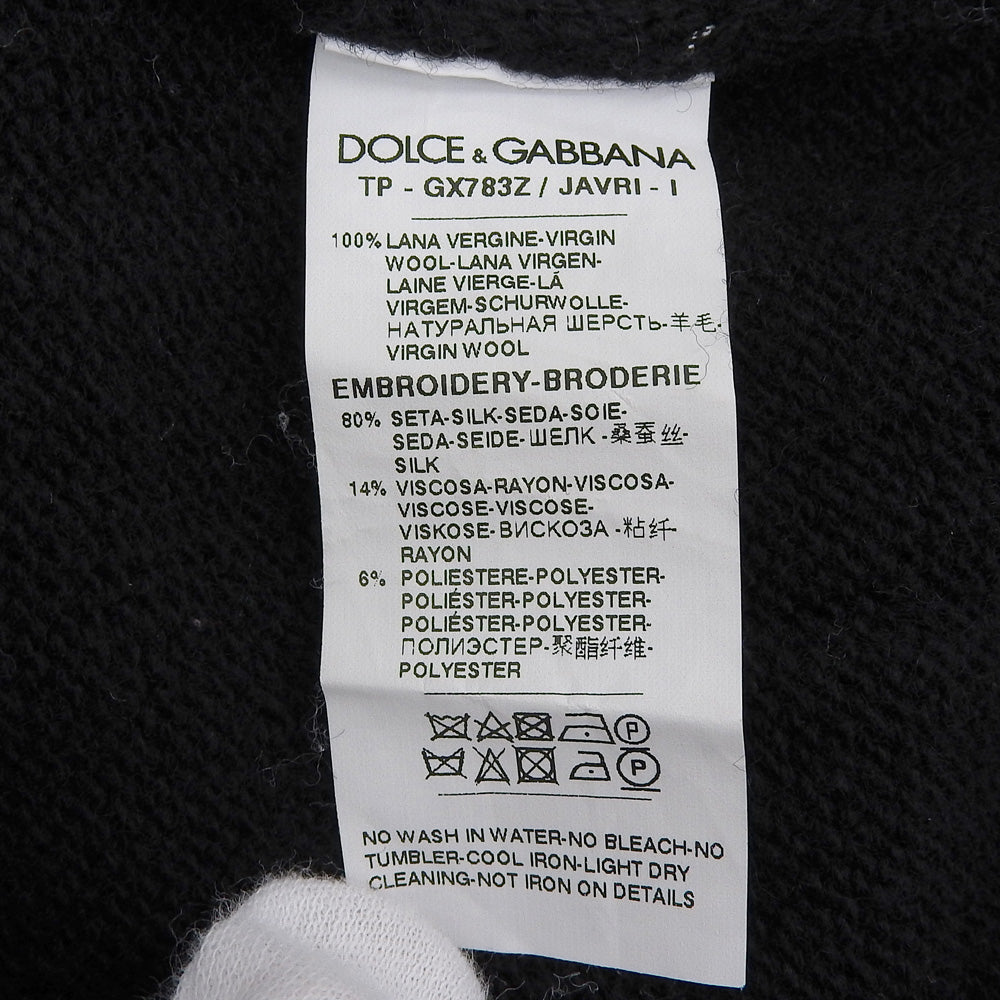 DOLCE & GABBANA
TP - GX783Z / JAVRI - I
100% LANA VERGINE-VIRGIN
WOOL-LANA VIRGEN-
LAINE VIERGE-LÃ
VIRGEM-SCHURWOLLE-
НАТУРАЛЬНАЯ ШЕРСТЬ-羊毛-
VIRGIN WOOL
EMBROIDERY-BRODERIE
80% SETA-SILK-SEDA-SOIE-
SEDA-SEIDE-ШЕЛК -桑蚕丝-
SILK
14% VISCOSA-RAYON-VISCOSA-
VISCOSE-VISCOSE-
VISKOSE-ВИСКОЗА -粘纤-
RAYON
6% POLIESTERE-POLYESTER-
POLIÉSTER-POLYESTER-
POLIÉSTER-POLYESTER-
ПОЛИЭСТЕР-聚酯纤维-
POLYESTER
P
P
NO WASH IN WATER-NO BLEACH-NO
TUMBLER-COOL IRON-LIGHT DRY
CLEANING-NOT IRON ON DETAILS